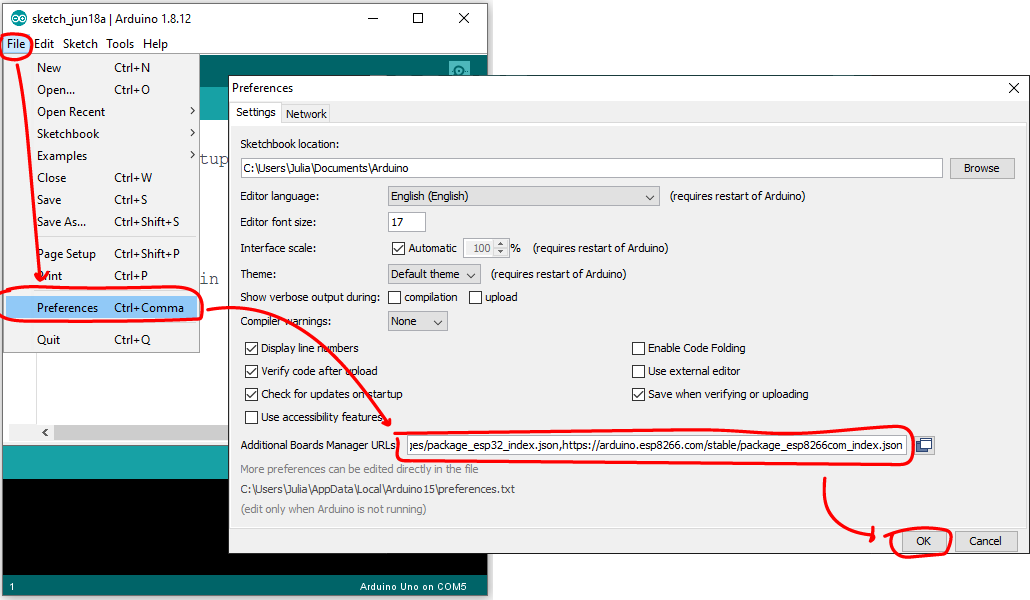 sketch_jun18a | Arduino 1.8.12
File Edit Sketch Tools Help
New Ctrl+N
Open... Ctrl+O
Open Recent
Sketchbook
Examples
Close Ctrl+W
Save Ctrl+S
Save As... Ctrl+Shift+S
Page Setup Ctrl+Shift+P
Print Ctrl+P
Preferences Ctrl+Comma
Quit Ctrl+Q
tup
in
1
Arduino Uno on COM5
Preferences
Settings Network
Sketchbook location:
C:\Users\Julia\Documents\Arduino Browse
Editor language: English (English) (requires restart of Arduino)
Editor font size: 17
Interface scale: Automatic 100 % (requires restart of Arduino)
Theme: Default theme (requires restart of Arduino)
Show verbose output during: compilation upload
Compiler warnings: None
Display line numbers Enable Code Folding
Verify code after upload Use external editor
Check for updates on startup Save when verifying or uploading
Use accessibility features
Additional Boards Manager URLs: ges/package_esp32_index.json,https://arduino.esp8266.com/stable/package_esp8266com_index.json
More preferences can be edited directly in the file
C:\Users\Julia\AppData\Local\Arduino15\preferences.txt
(edit only when Arduino is not running)
OK Cancel